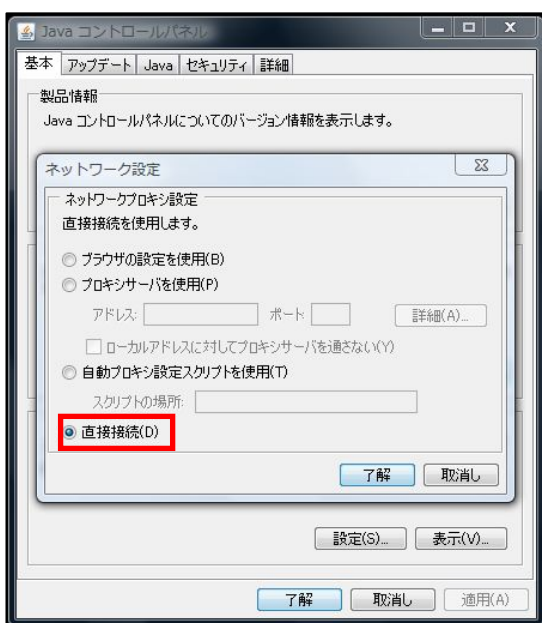 Java コントロールパネル
基本 アップデート Java セキュリティ 詳細
製品情報
Java コントロールパネルについてのバージョン情報を表示します。
ネットワーク設定
ネットワークプロキシ設定
直接接続を使用します。
ブラウザの設定を使用(B)
プロキシサーバを使用(P)
アドレス: ポート: 詳細(A)...
ローカルアドレスに対してプロキシサーバを通さない(Y)
自動プロキシ設定スクリプトを使用(T)
スクリプトの場所:
直接接続(D)
了解 取消し
設定(S)... 表示(V)...
了解 取消し 適用(A)